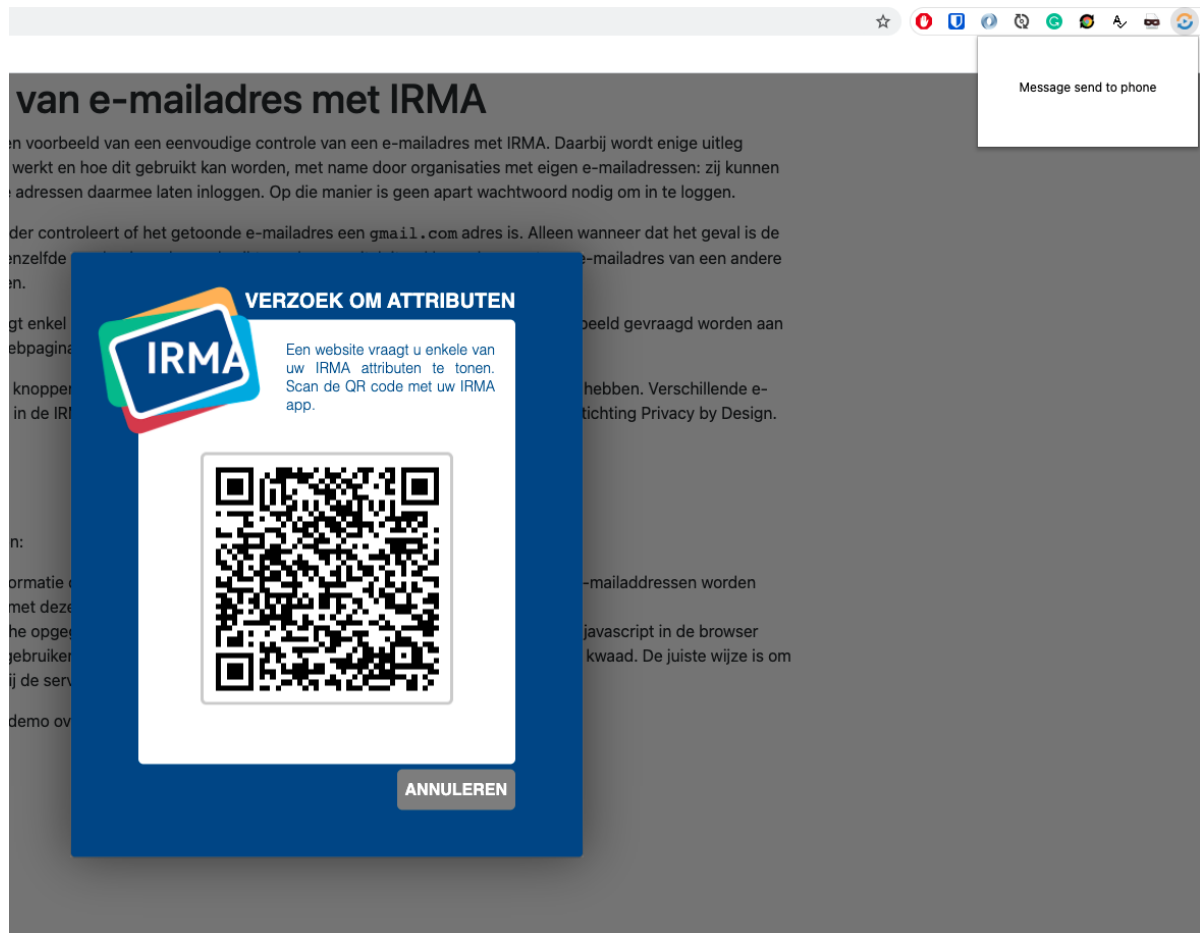 Message send to phone
van e-mailadres met IRMA
en voorbeeld van een eenvoudige controle van een e-mailadres met IRMA. Daarbij wordt enige uitleg
werkt en hoe dit gebruikt kan worden, met name door organisaties met eigen e-mailadressen: zij kunnen
adressen daarmee laten inloggen. Op die manier is geen apart wachtwoord nodig om in te loggen.
der controleert of het getoonde e-mailadres een gmail.com adres is. Alleen wanneer dat het geval is de
enzelfde
e-mailadres van een andere
en.
gt enkel
beeld gevraagd worden aan
ebpagina
knoppen
hebben. Verschillende e-
in de IRM
tichting Privacy by Design.
VERZOEK OM ATTRIBUTEN
IRMA
Een website vraagt u enkele van
uw IRMA attributen te tonen.
Scan de QR code met uw IRMA
app.
n:
ormatie
-mailaddressen worden
met deze
he opgeg
javascript in de browser
gebruiker
kwaad. De juiste wijze is om
ij de serv
demo ov
ANNULEREN